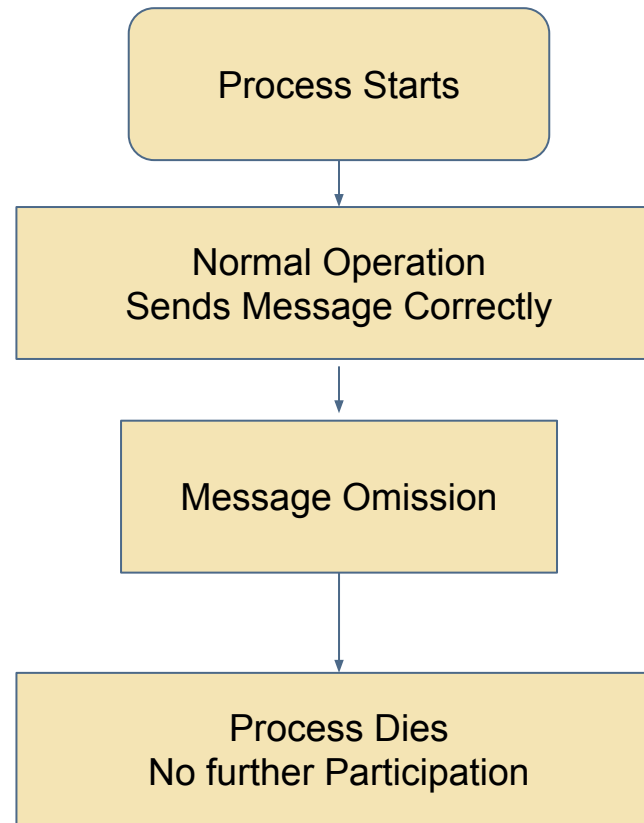 Process Starts
Normal Operation
Sends Message Correctly
Message Omission
Process Dies
No further Participation